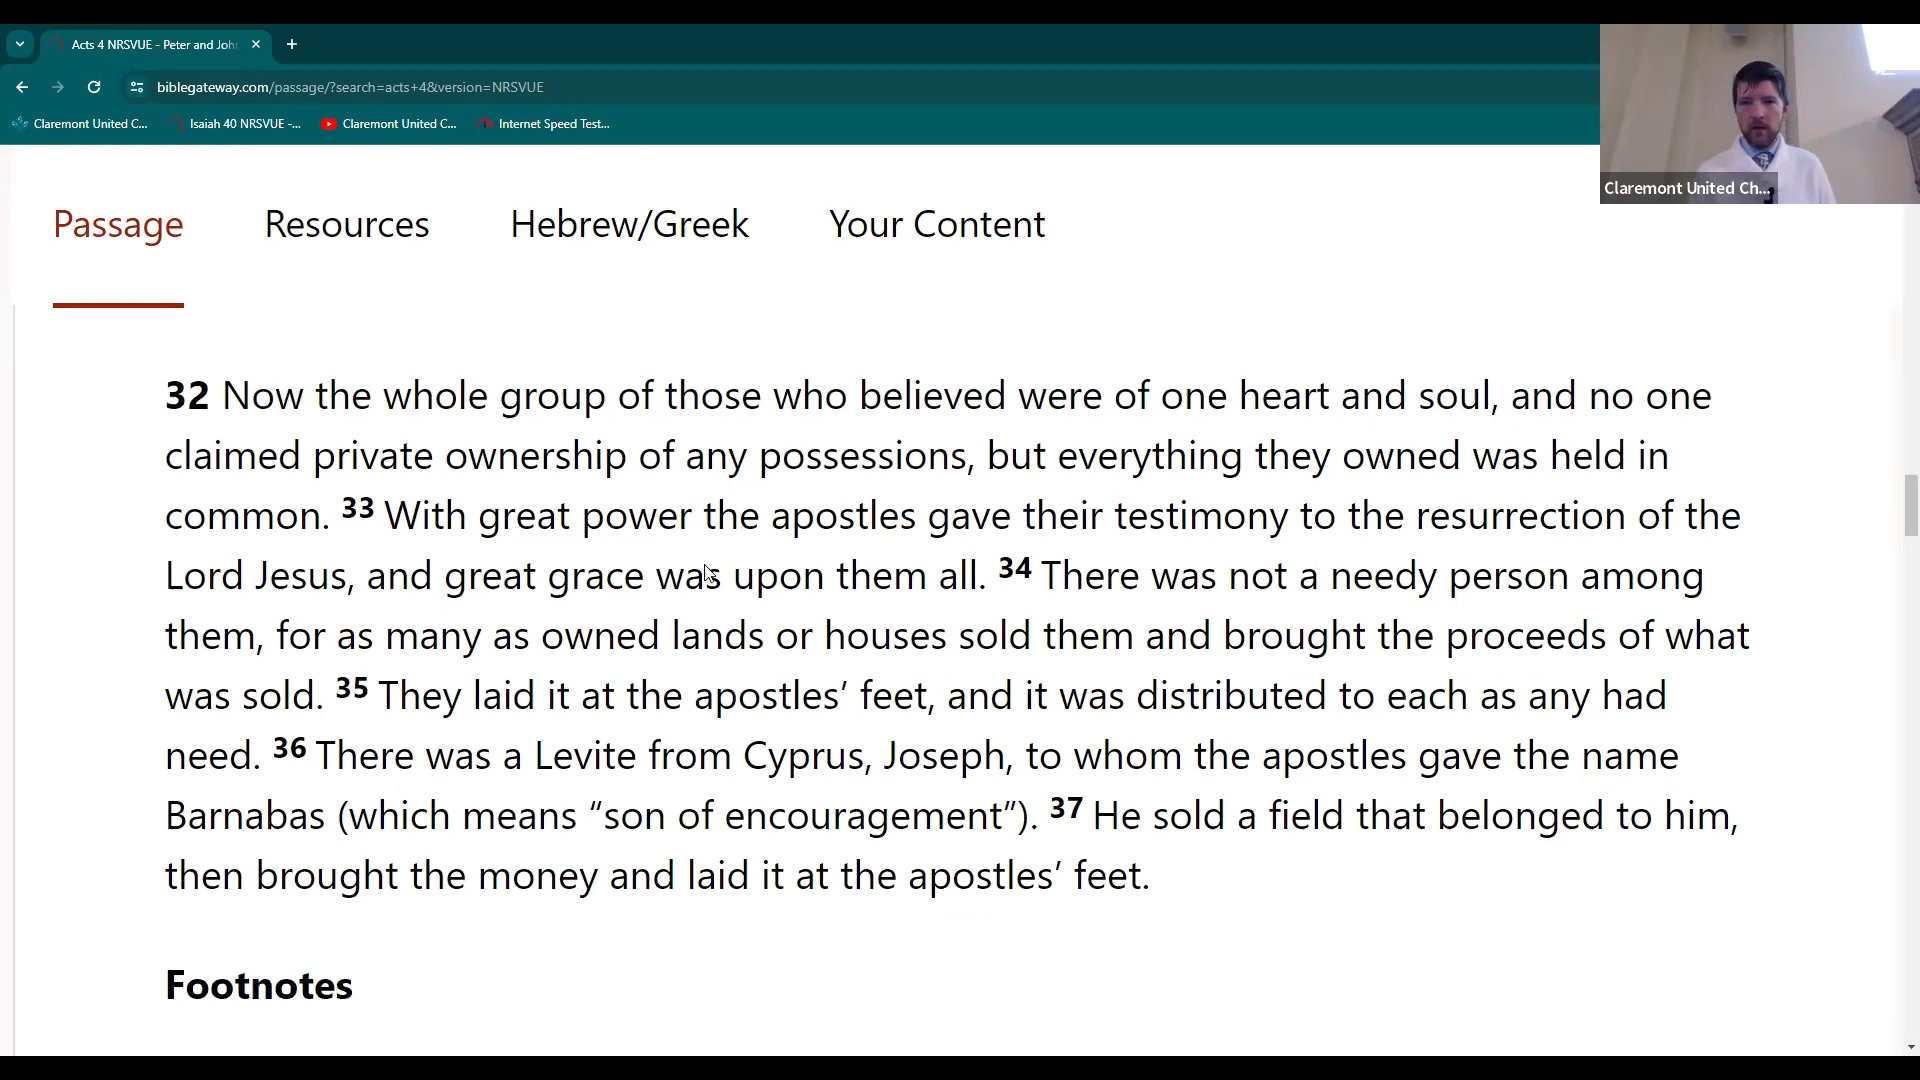 Acts 4 NRSVUE - Peter and Joh
biblegateway.com/passage/?search=acts+4&version=NRSVUE
Claremont United C... Isaiah 40 NRSVUE -... Claremont United C... Internet Speed Test...
Claremont United Ch...
Passage Resources Hebrew/Greek Your Content
32 Now the whole group of those who believed were of one heart and soul, and no one
claimed private ownership of any possessions, but everything they owned was held in
common. 33 With great power the apostles gave their testimony to the resurrection of the
Lord Jesus, and great grace was upon them all. 34 There was not a needy person among
them, for as many as owned lands or houses sold them and brought the proceeds of what
was sold. 35 They laid it at the apostles’ feet, and it was distributed to each as any had
need. 36 There was a Levite from Cyprus, Joseph, to whom the apostles gave the name
Barnabas (which means “son of encouragement”). 37 He sold a field that belonged to him,
then brought the money and laid it at the apostles’ feet.
Footnotes